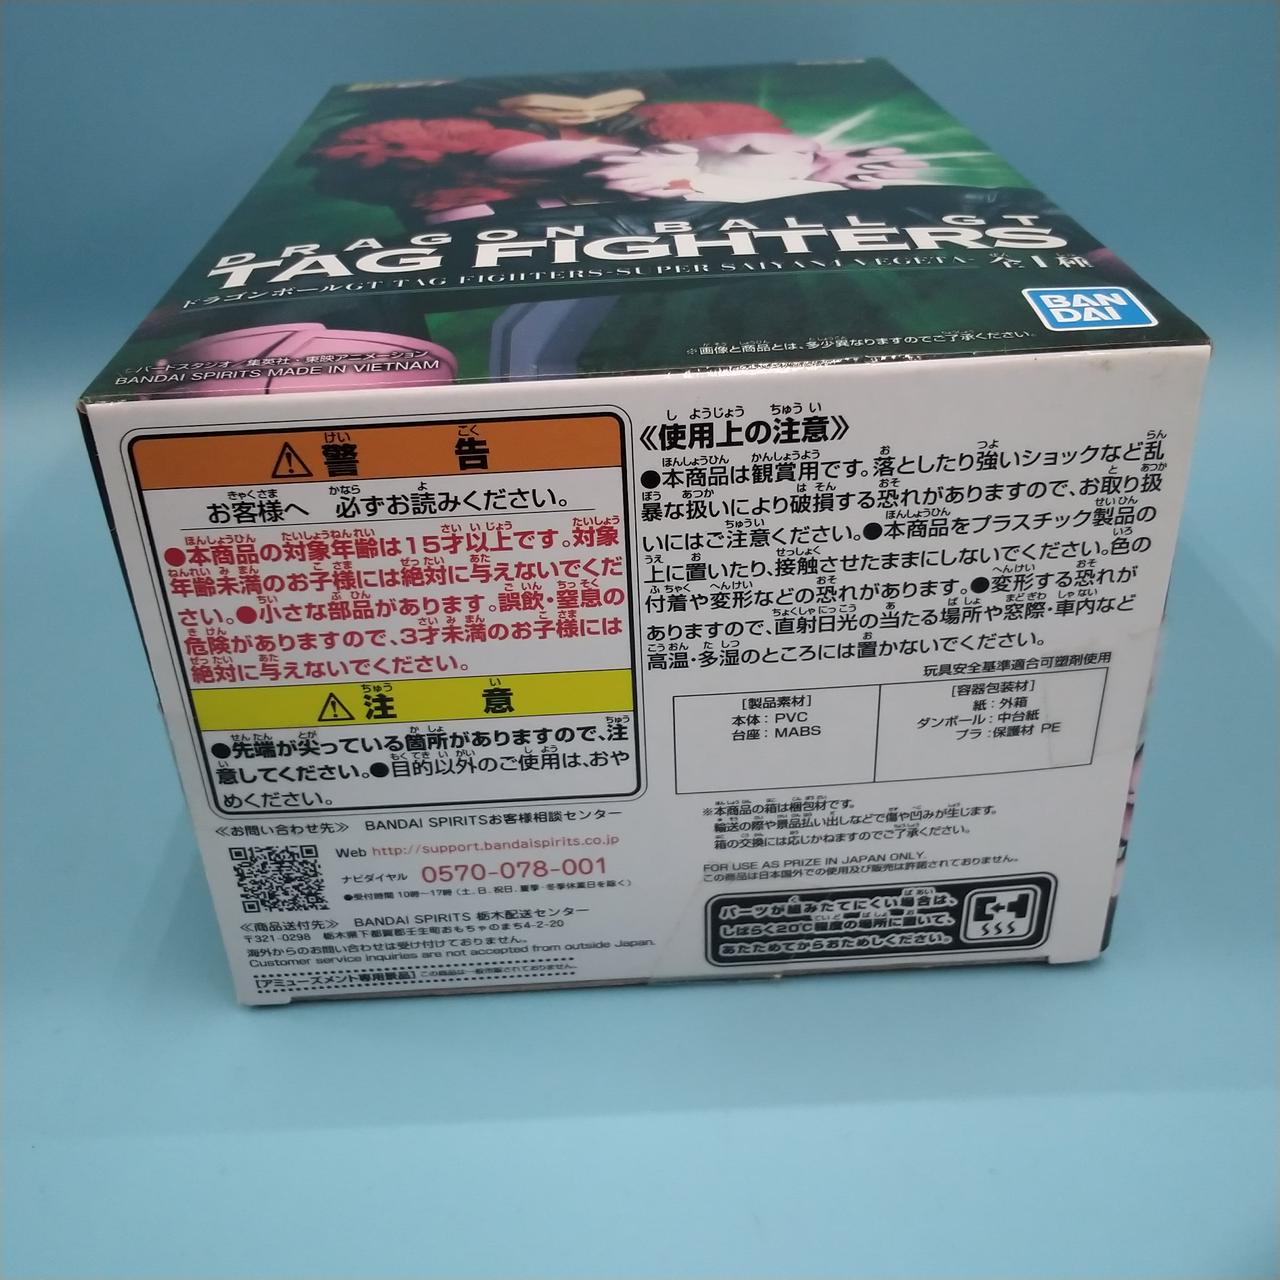 DRAGON BALL GT
TAG FIGHTERS
ドラゴンボールGT TAG FIGHTERS-SUPER SAIYAN4 VEGETA- 全1種
BAN
DAI
※画像と商品とは、多少異なりますのでご了承ください。
©バードスタジオ/集英社・東映アニメーション
BANDAI SPIRITS MADE IN VIETNAM
警告
お客様へ 必ずお読みください。
●本商品の対象年齢は15才以上です。対象
年齢未満のお子様には絶対に与えないでくだ
さい。●小さな部品があります。誤飲・窒息の
危険がありますので、3才未満のお子様には
絶対に与えないでください。
注意
●先端が尖っている箇所がありますので、注
意してください。●目的以外のご使用は、おや
めください。
≪お問い合わせ先≫ BANDAI SPIRITSお客様相談センター
Web http://support.bandaispirits.co.jp
ナビダイヤル 0570-078-001
●受付時間 10時～17時(土、日、祝日、夏季・冬季休業日を除く)
≪商品送付先≫ BANDAI SPIRITS 栃木配送センター
〒321-0298 栃木県下都賀郡壬生町おもちゃのまち4-2-20
海外からのお問い合わせは受け付けておりません。
Customer service inquiries are not accepted from outside Japan.
[アミューズメント専用景品] この商品は一般市販されておりません。
《使用上の注意》
●本商品は観賞用です。落としたり強いショックなど乱
暴な扱いにより破損する恐れがありますので、お取り扱
いにはご注意ください。●本商品をプラスチック製品の
上に置いたり、接触させたままにしないでください。色の
付着や変形などの恐れがあります。●変形する恐れが
ありますので、直射日光の当たる場所や窓際・車内など
高温・多湿のところには置かないでください。
玩具安全基準適合可塑剤使用
[製品素材]
本体:PVC
台座:MABS
[容器包装材]
紙:外箱
ダンボール:中台紙
プラ:保護材 PE
※本商品の箱は梱包材です。
輸送の際や景品払い出しなどで傷や凹みが生じます。
箱の交換には応じかねますのでご了承ください。
FOR USE AS PRIZE IN JAPAN ONLY.
この商品は日本国外での使用及び販売は許諾されておりません。
パーツが組みたてにくい場合は、
しばらく20℃程度の場所に置いて、
あたためてからおためしください。